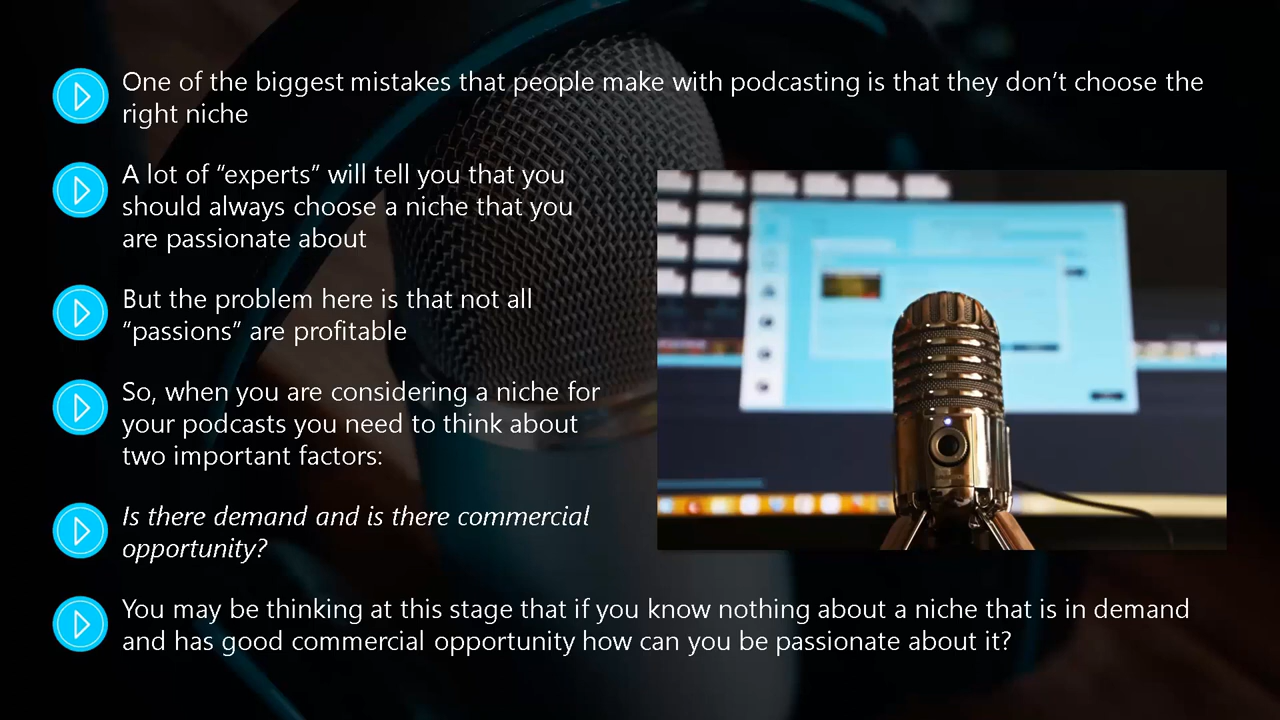 One of the biggest mistakes that people make with podcasting is that they don’t choose the
right niche
A lot of “experts” will tell you that you
should always choose a niche that you
are passionate about
But the problem here is that not all
“passions” are profitable
So, when you are considering a niche for
your podcasts you need to think about
two important factors:
Is there demand and is there commercial
opportunity?
You may be thinking at this stage that if you know nothing about a niche that is in demand
and has good commercial opportunity how can you be passionate about it?